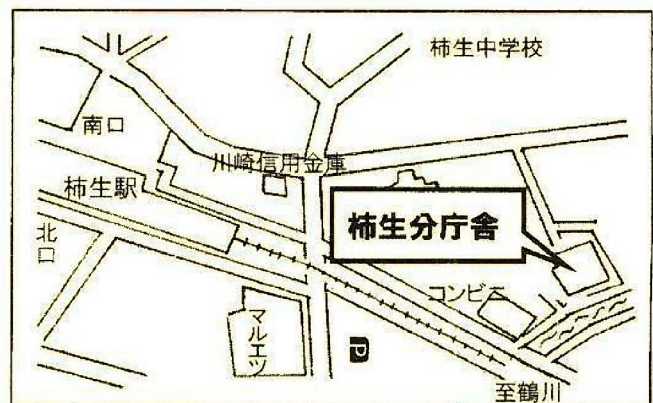 柿生中学校
南口
川崎信用金庫
柿生駅
柿生分庁舎
北口
コンビニ
マルエツ
P
至鶴川